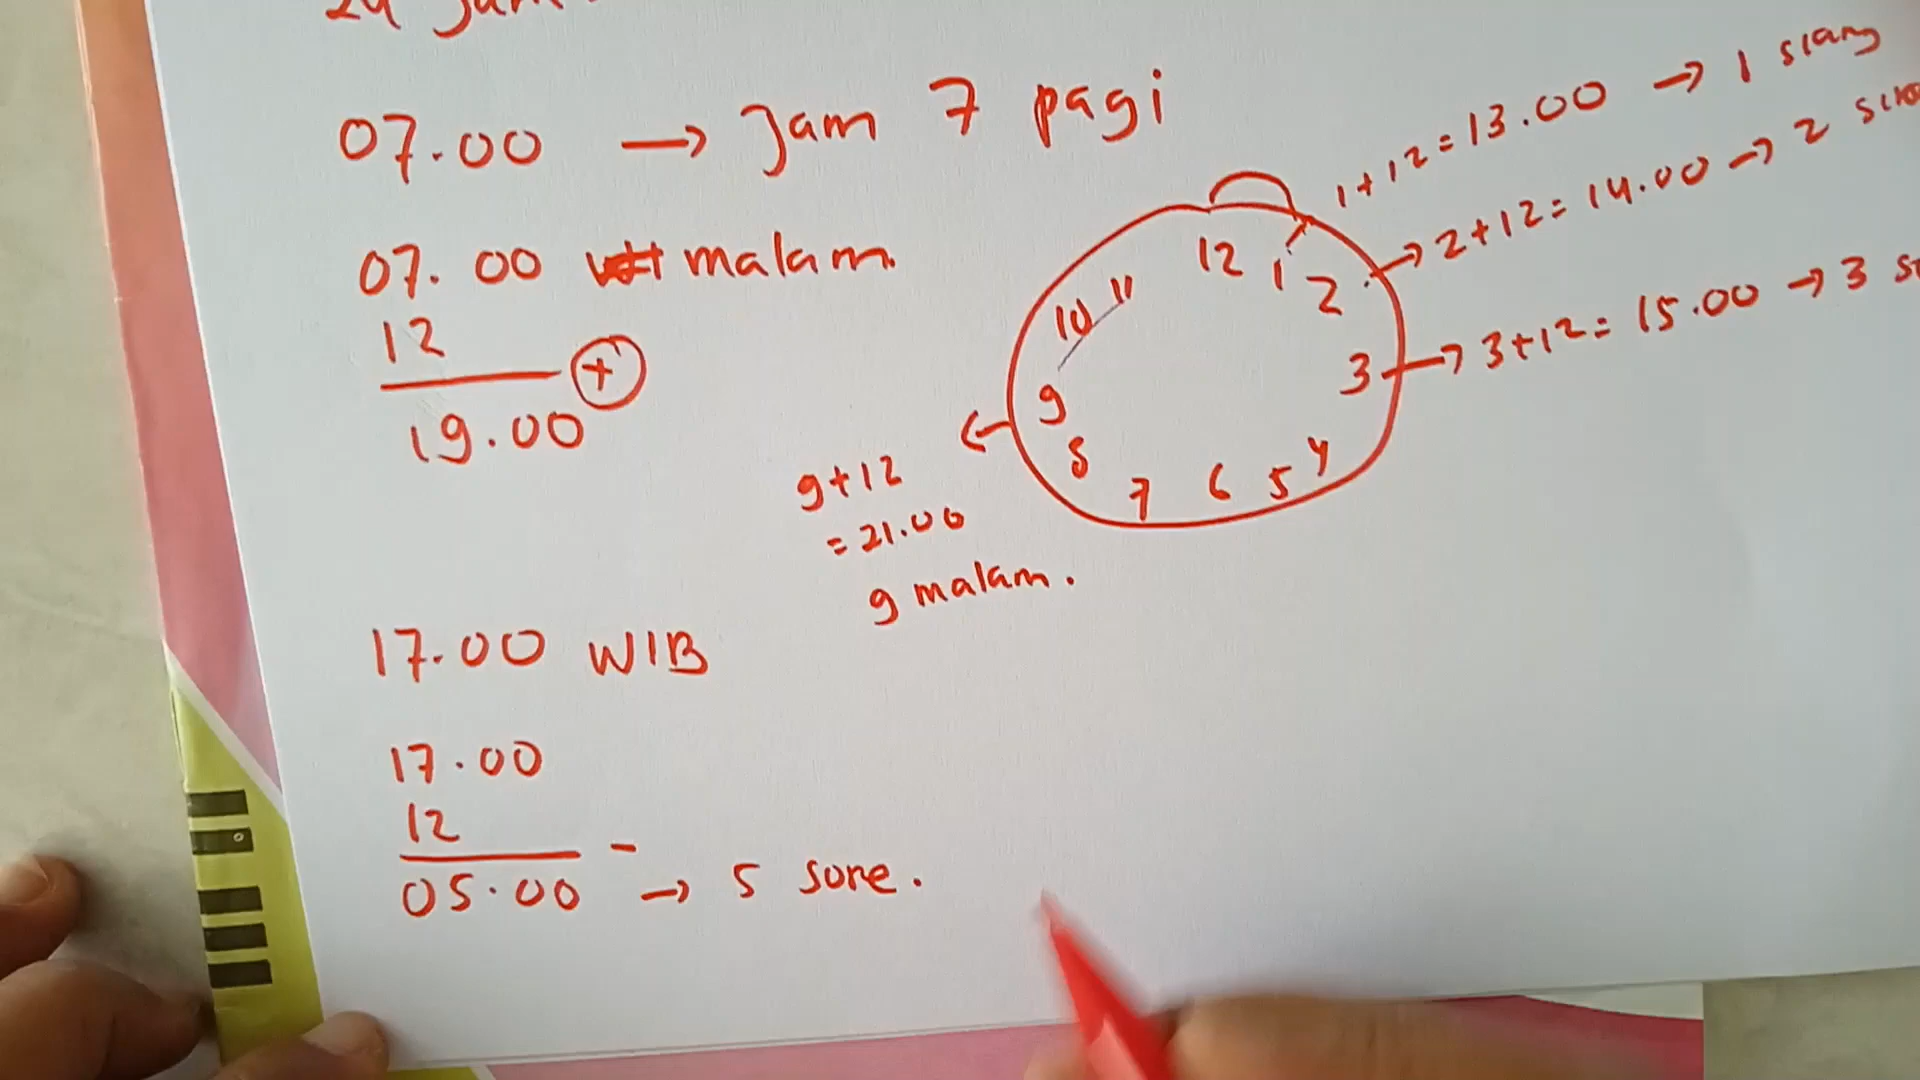 24 Jam
07.00 → Jam 7 pagi
07.00 malam.
12
+
19.00
1+12=13.00 → 1 siang
2+12=14.00 → 2
3+12=15.00 → 3
12
1
2
3
4
5
6
7
8
9
10
11
9+12
=21.00
9 malam.
17.00 WIB
17.00
12
-
05.00 → 5 sore.